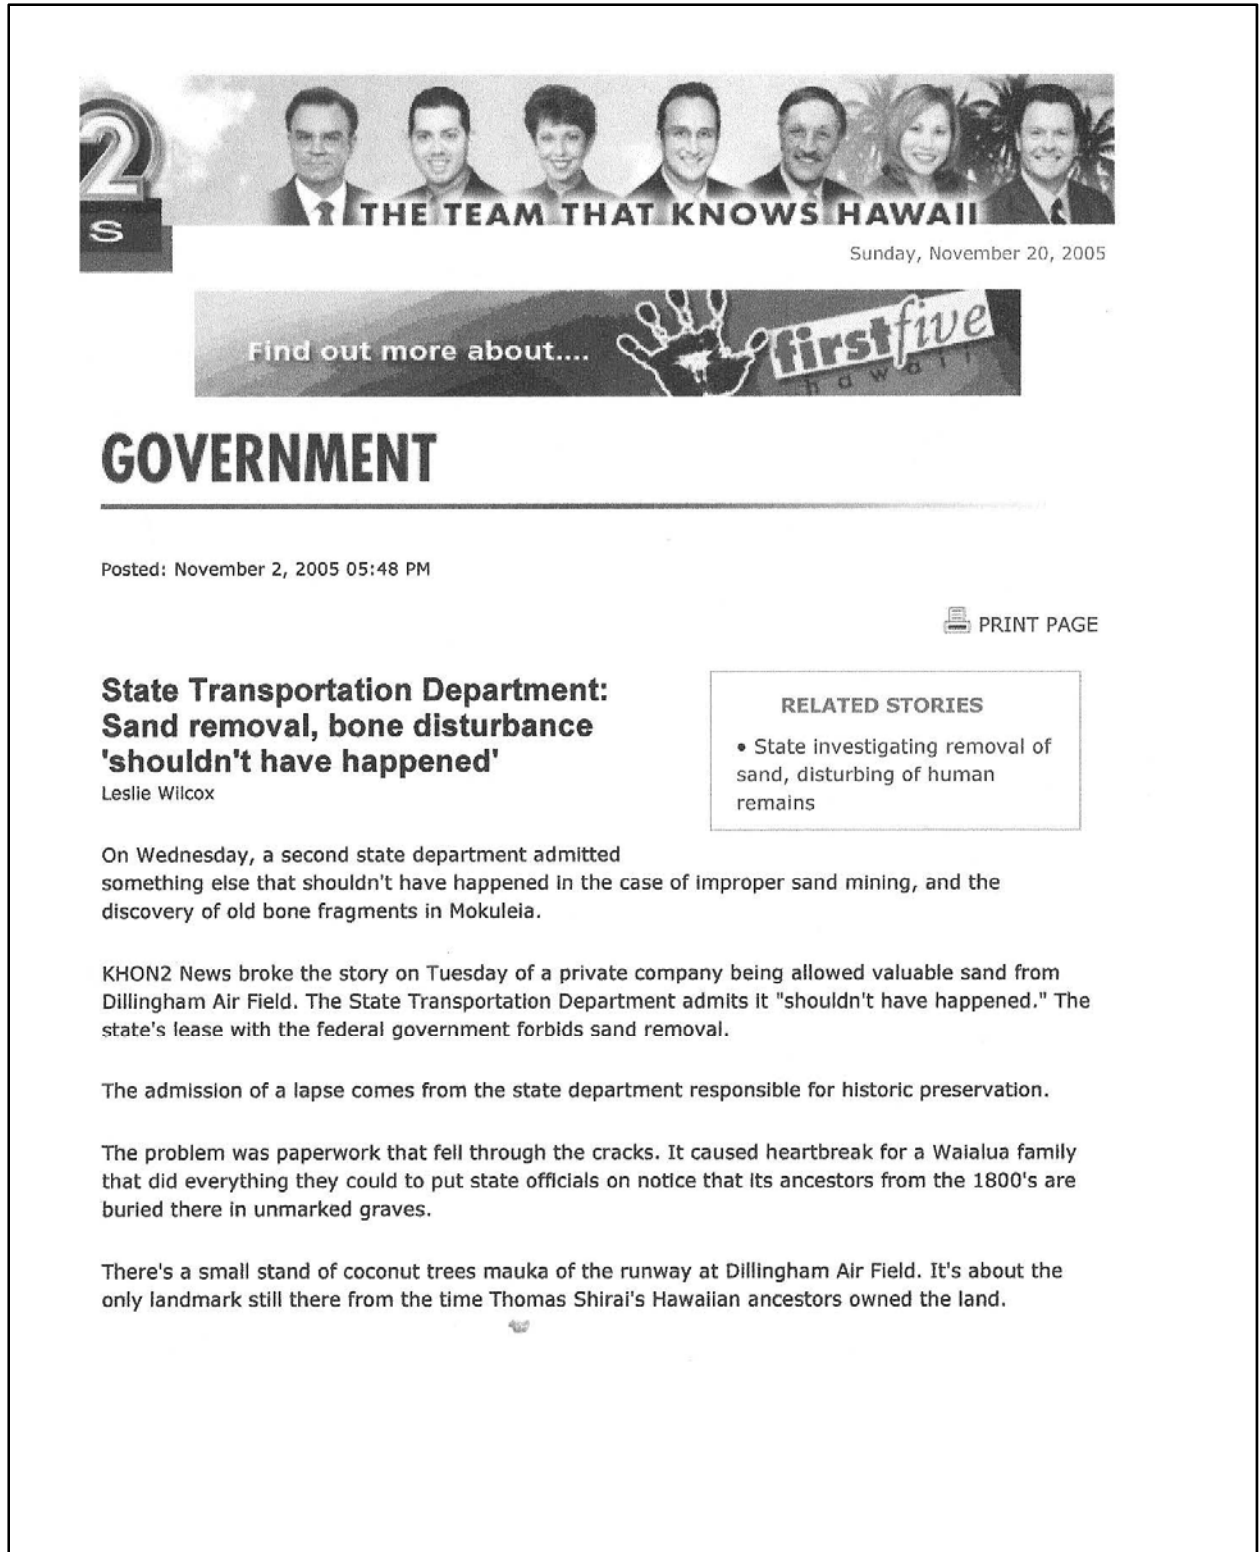 2
S
THE TEAM THAT KNOWS HAWAII
Sunday, November 20, 2005
Find out more about....
firstfive
hawaii
GOVERNMENT
Posted: November 2, 2005 05:48 PM
PRINT PAGE
State Transportation Department:
Sand removal, bone disturbance
'shouldn't have happened'
Leslie Wilcox
RELATED STORIES
• State investigating removal of
sand, disturbing of human
remains
On Wednesday, a second state department admitted
something else that shouldn't have happened in the case of improper sand mining, and the
discovery of old bone fragments in Mokuleia.
KHON2 News broke the story on Tuesday of a private company being allowed valuable sand from
Dillingham Air Field. The State Transportation Department admits it "shouldn't have happened." The
state's lease with the federal government forbids sand removal.
The admission of a lapse comes from the state department responsible for historic preservation.
The problem was paperwork that fell through the cracks. It caused heartbreak for a Waialua family
that did everything they could to put state officials on notice that its ancestors from the 1800's are
buried there in unmarked graves.
There's a small stand of coconut trees mauka of the runway at Dillingham Air Field. It's about the
only landmark still there from the time Thomas Shirai's Hawaiian ancestors owned the land.